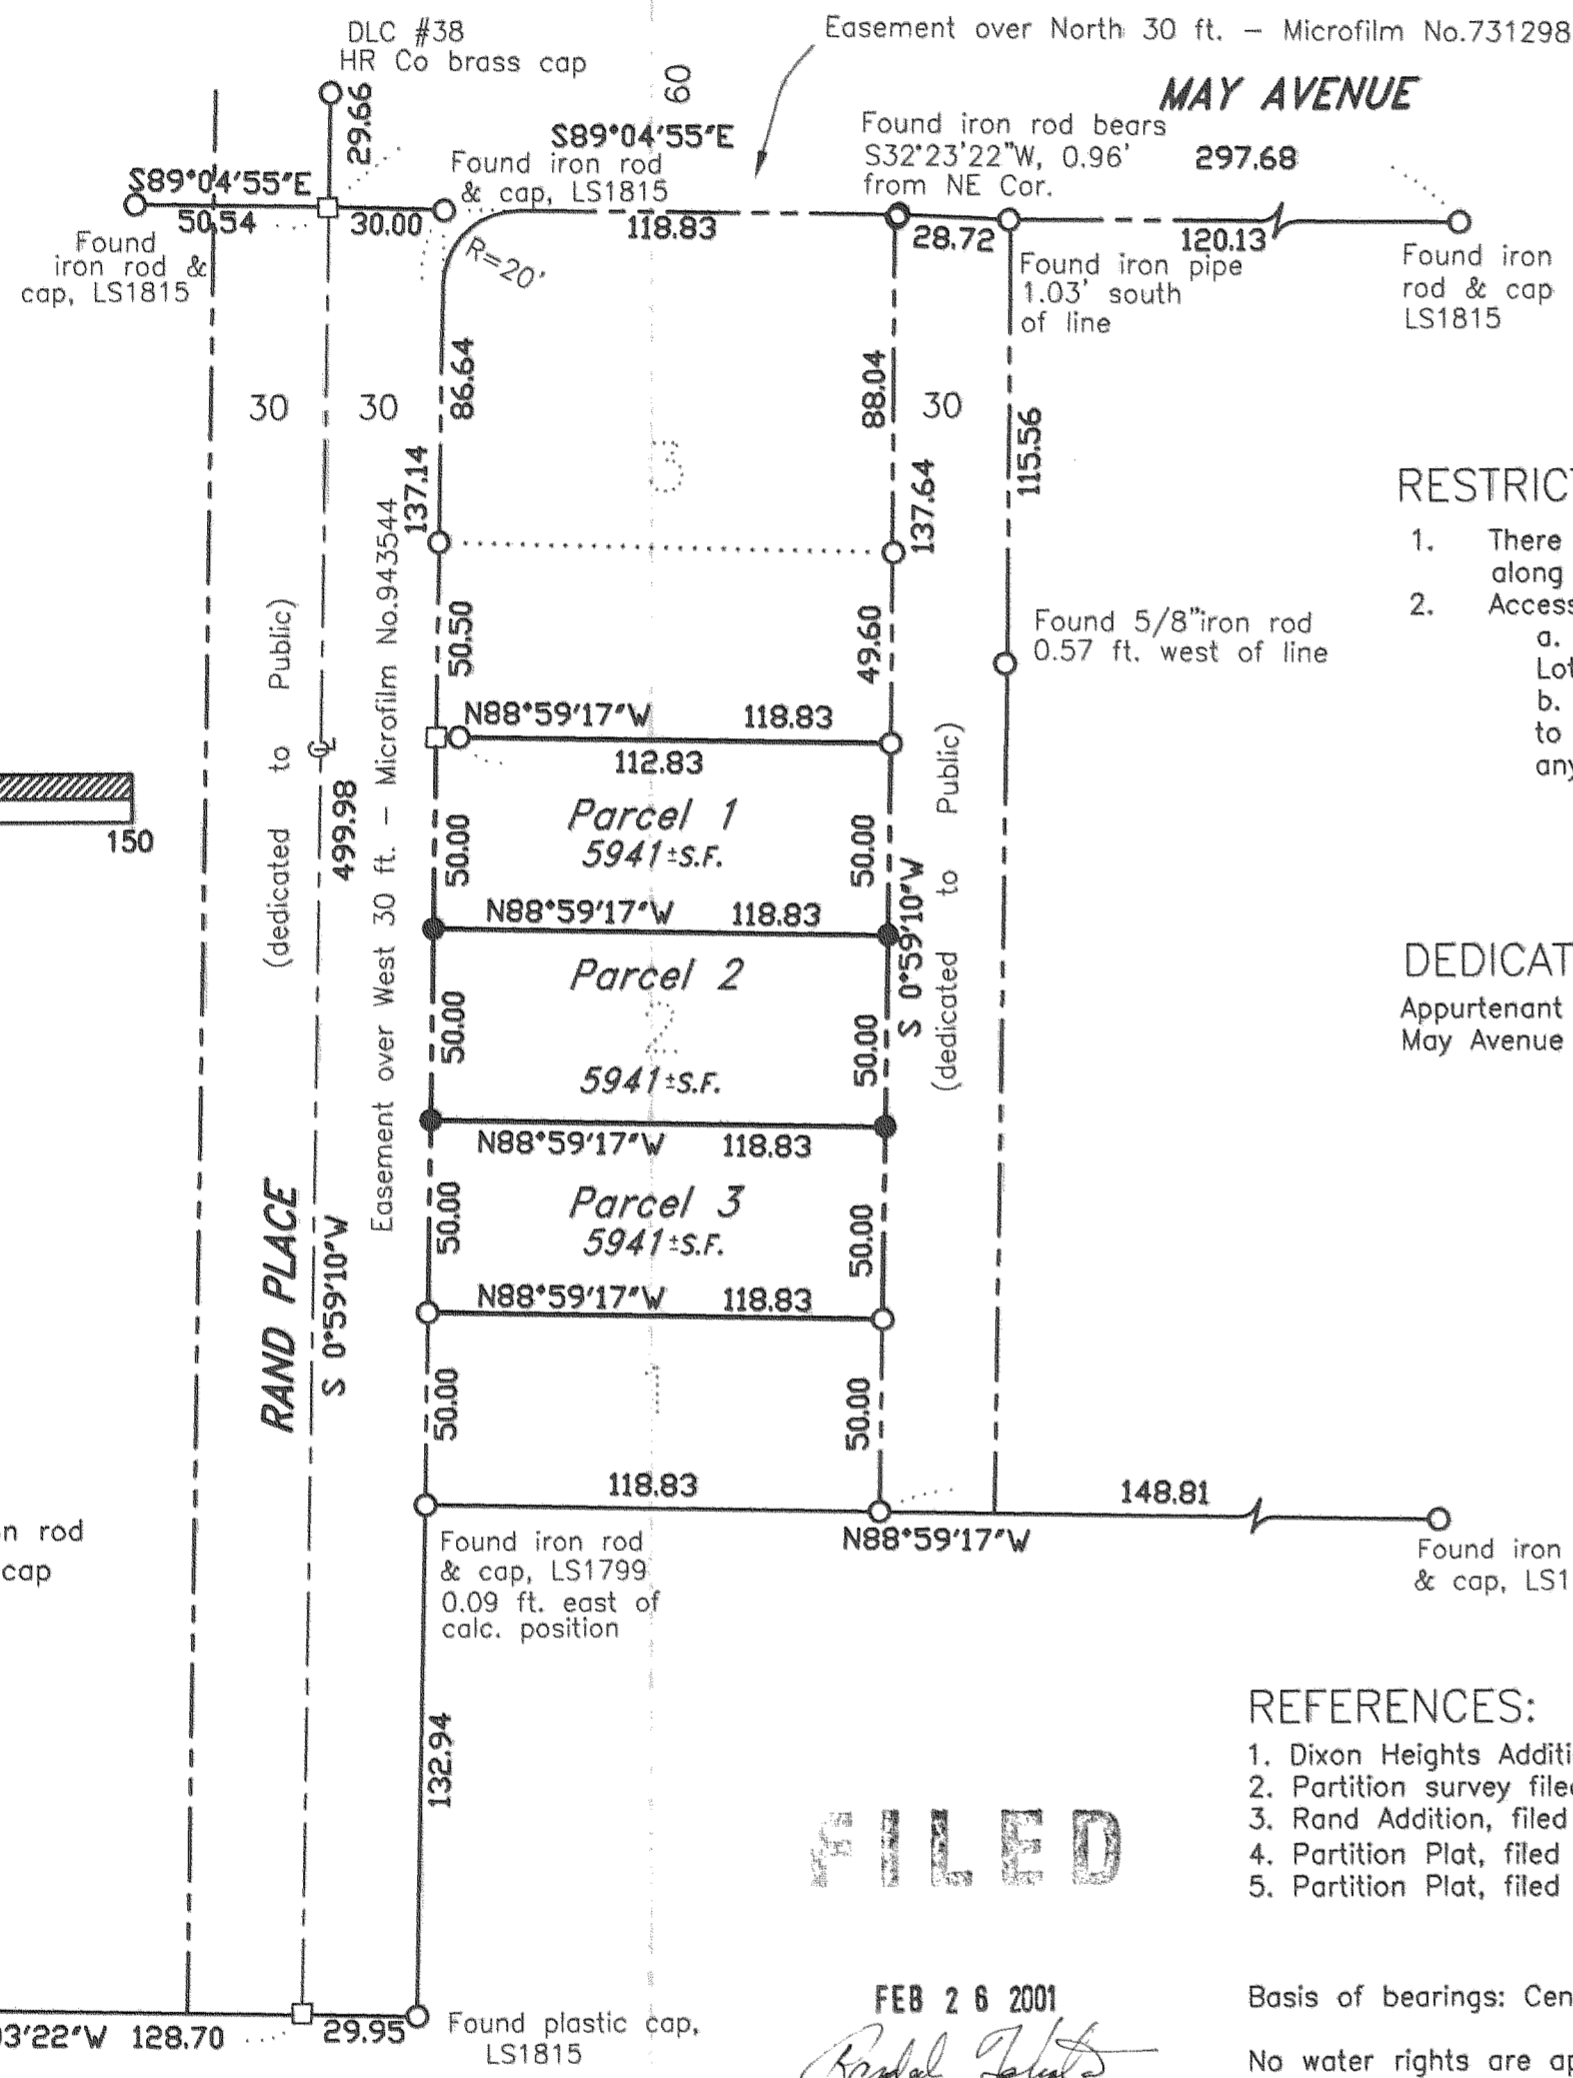 Easement over North 30 ft. – Microfilm No.731298
DLC #38
HR Co brass cap
29.66
60
MAY AVENUE
S89°04'55"E
Found iron rod
& cap, LS1815
Found iron rod bears
S32°23'22"W, 0.96'
from NE Cor.
297.68
S89°04'55"E
50.54
30.00
118.83
28.72
120.13
R=20'
Found
iron rod &
cap, LS1815
Found iron pipe
1.03' south
of line
Found iron
rod & cap
LS1815
30
30
86.64
88.04
30
115.56
137.14
3
137.64
RESTRIC
1. There
along
2. Access
a.
Lot
b.
to
any
50.50
49.60
Found 5/8"iron rod
0.57 ft. west of line
(dedicated to Public)
Easement over West 30 ft. – Microfilm No.943544
N88°59'17"W 118.83
112.83
499.98
150
Parcel 1
5941±S.F.
50.00
50.00
N88°59'17"W 118.83
S 0°59'10"W
(dedicated to Public)
Parcel 2
2
5941±S.F.
50.00
50.00
N88°59'17"W 118.83
DEDICAT
Appurtenant
May Avenue
Parcel 3
5941±S.F.
50.00
50.00
RAND PLACE
S 0°59'10"W
N88°59'17"W 118.83
50.00
1
50.00
118.83
148.81
N88°59'17"W
n rod
cap
Found iron rod
& cap, LS1799
0.09 ft. east of
calc. position
Found iron
& cap, LS1
132.94
REFERENCES:
1. Dixon Heights Additi
2. Partition survey filed
3. Rand Addition, filed
4. Partition Plat, filed
5. Partition Plat, filed
FILED
FEB 26 2001
Basis of bearings: Cen
3'22"W 128.70
29.95
Found plastic cap,
LS1815
No water rights are ap